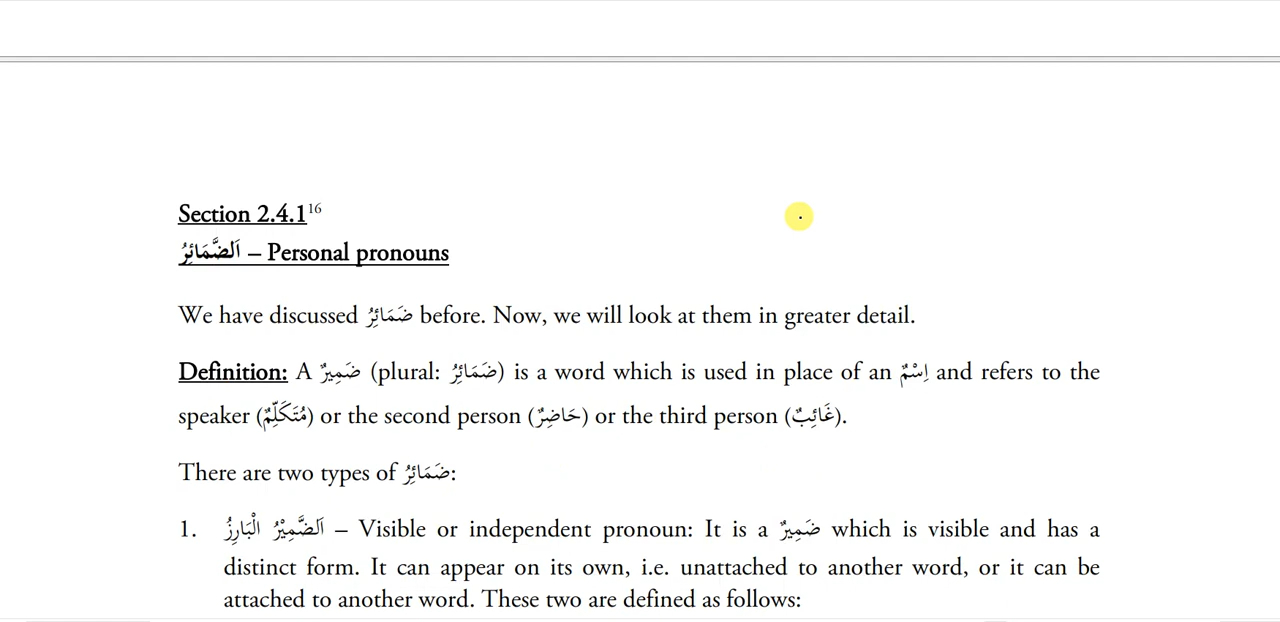 Section 2.4.1¹⁶
اَلضَّمَائِرُ – Personal pronouns
We have discussed ضَمَائِرُ before. Now, we will look at them in greater detail.
Definition: A ضَمِيرٌ (plural: ضَمَائِرُ) is a word which is used in place of an اِسْمٌ and refers to the
speaker (مُتَكَلِّمٌ) or the second person (حَاضِرٌ) or the third person (غَائِبٌ).
There are two types of ضَمَائِرُ:
1. اَلضَّمِيْرُ الْبَارِزُ – Visible or independent pronoun: It is a ضَمِيرٌ which is visible and has a
distinct form. It can appear on its own, i.e. unattached to another word, or it can be
attached to another word. These two are defined as follows: